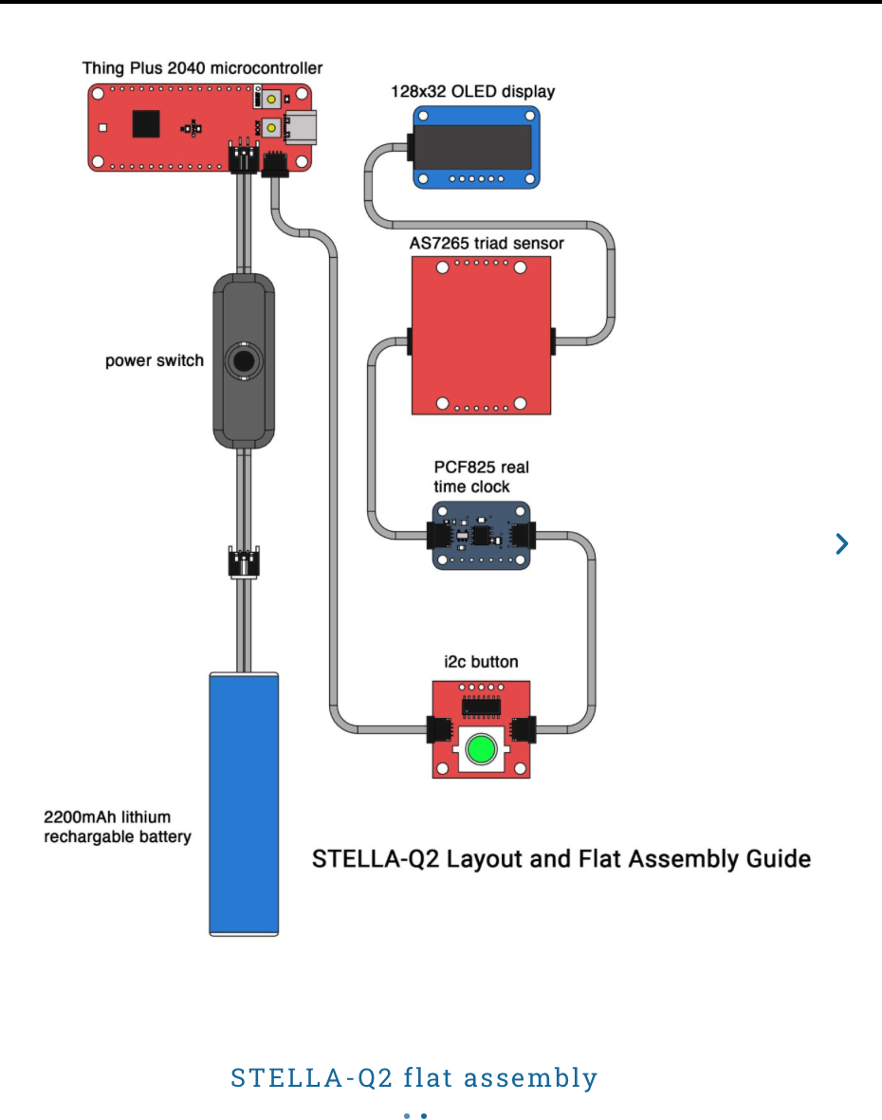 Thing Plus 2040 microcontroller
128x32 OLED display
AS7265 triad sensor
power switch
PCF825 real
time clock
i2c button
2200mAh lithium
rechargable battery
STELLA-Q2 Layout and Flat Assembly Guide
STELLA-Q2 flat assembly